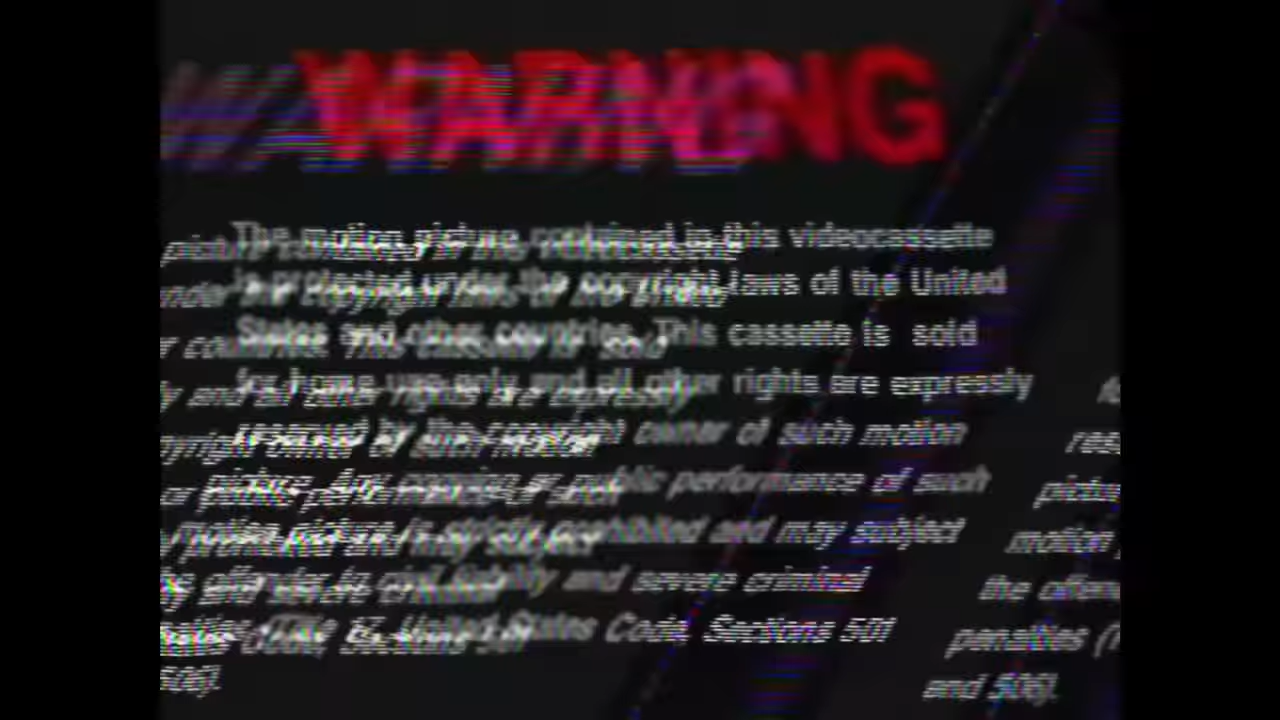 WARNING
The motion picture contained in this videocassette
is protected under the copyright laws of the United
States and other countries. This cassette is sold
for home use only and all other rights are expressly
reserved by the copyright owner of such motion
picture. Any copying or public performance of such
motion picture is strictly prohibited and may subject
the offender to civil liability and severe criminal
penalties (Title 17, United States Code, Sections 501
and 506).